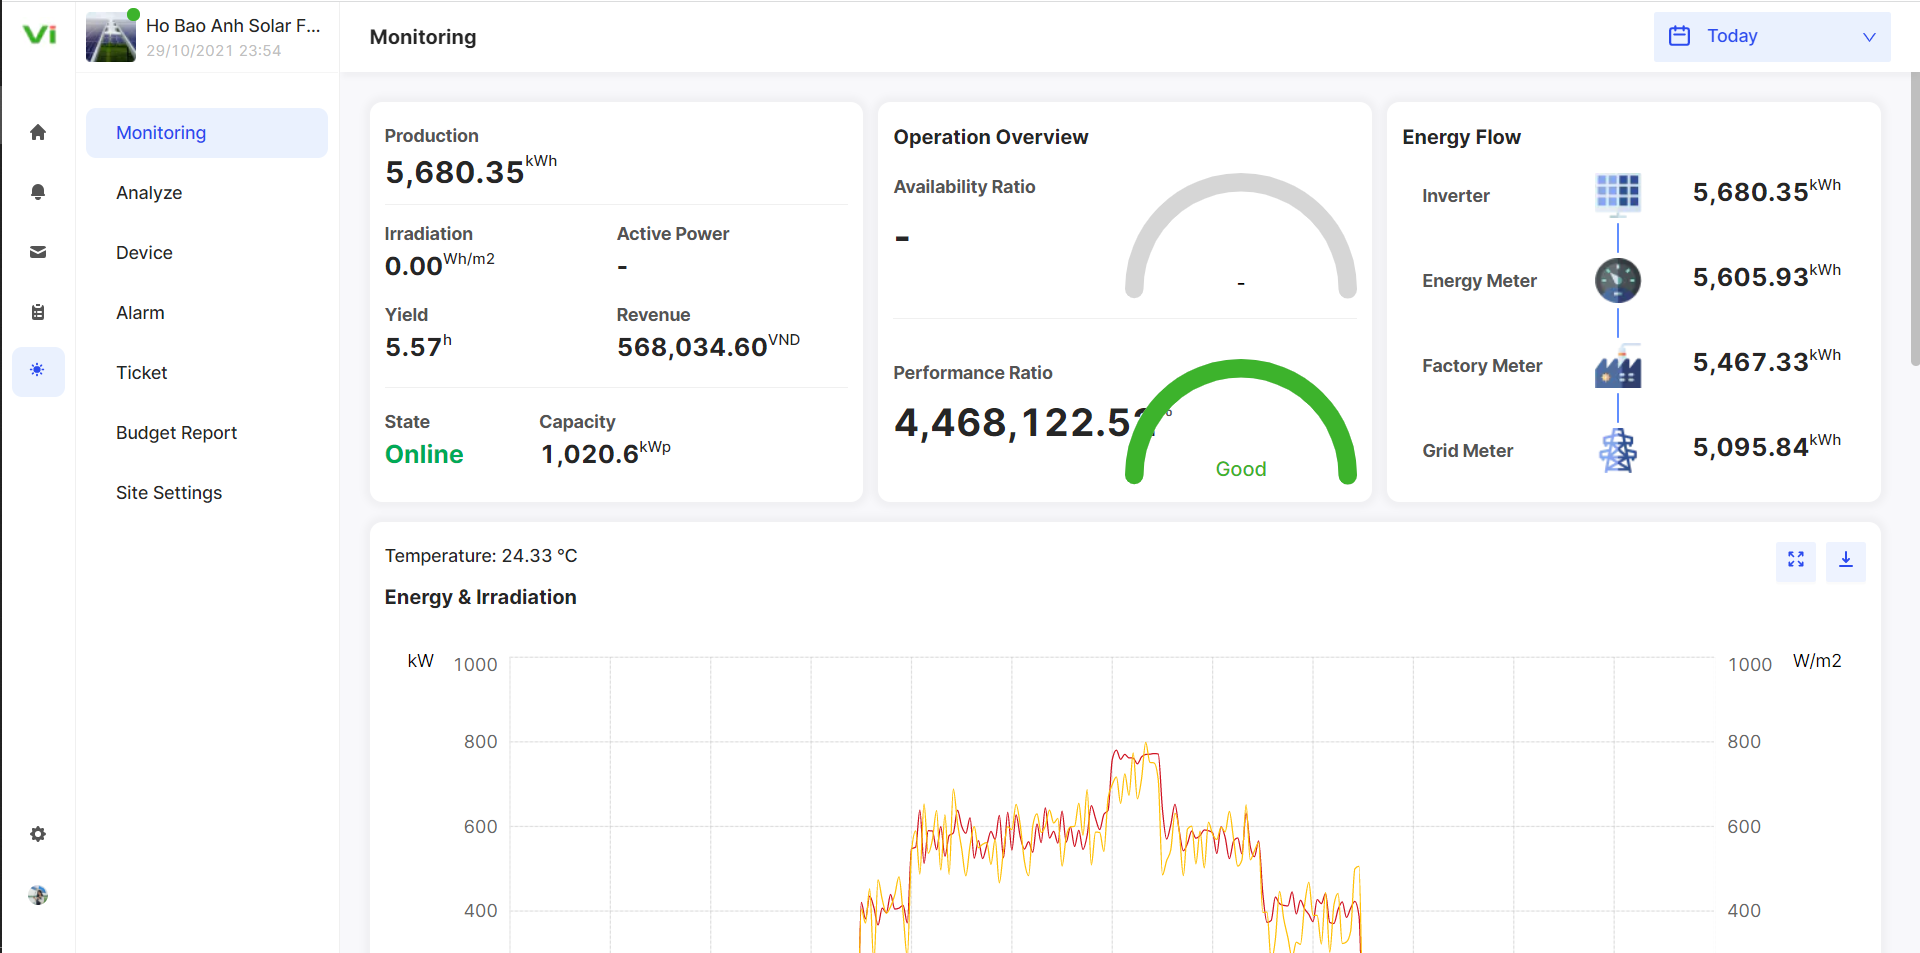 Vi
Ho Bao Anh Solar F...
29/10/2021 23:54
Monitoring
Today
Monitoring
Analyze
Device
Alarm
Ticket
Budget Report
Site Settings
Production
5,680.35 kWh
Irradiation
0.00 Wh/m2
Active Power
-
Yield
5.57 h
Revenue
568,034.60 VND
State
Online
Capacity
1,020.6 kWp
Operation Overview
Availability Ratio
-
-
Performance Ratio
4,468,122.5
Good
Energy Flow
Inverter
5,680.35 kWh
Energy Meter
5,605.93 kWh
Factory Meter
5,467.33 kWh
Grid Meter
5,095.84 kWh
Temperature: 24.33 °C
Energy & Irradiation
kW
1000
800
600
400
1000
W/m2
800
600
400